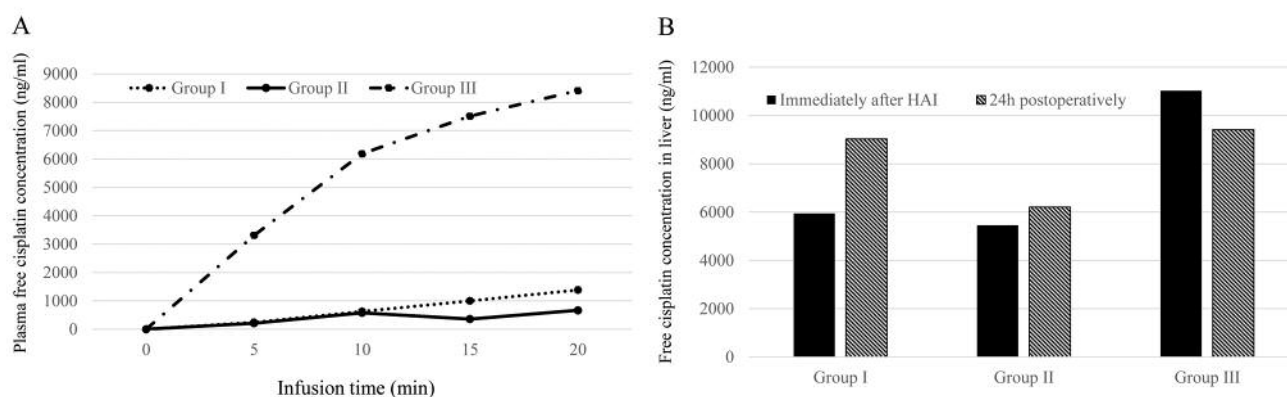 A
Plasma free cisplatin concentration (ng/ml)
9000
8000
7000
6000
5000
4000
3000
2000
1000
0
Group I Group II Group III
0 5 10 15 20
Infusion time (min)
B
Free cisplatin concentration in liver (ng/ml)
12000
10000
8000
6000
4000
2000
0
Immediately after HAI 24h postoperatively
Group I Group II Group III